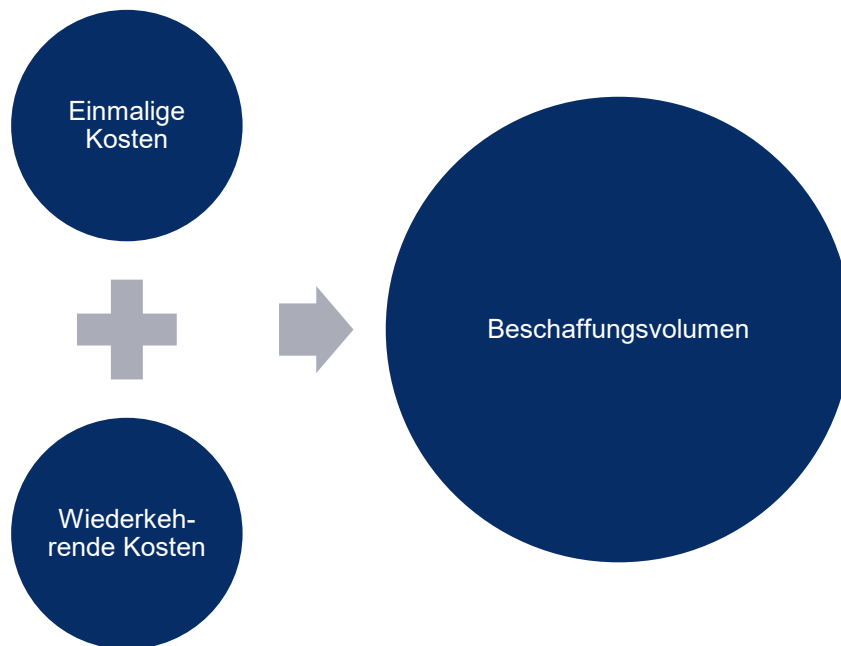 Einmalige
Kosten
Beschaffungsvolumen
Wiederkeh-
rende Kosten